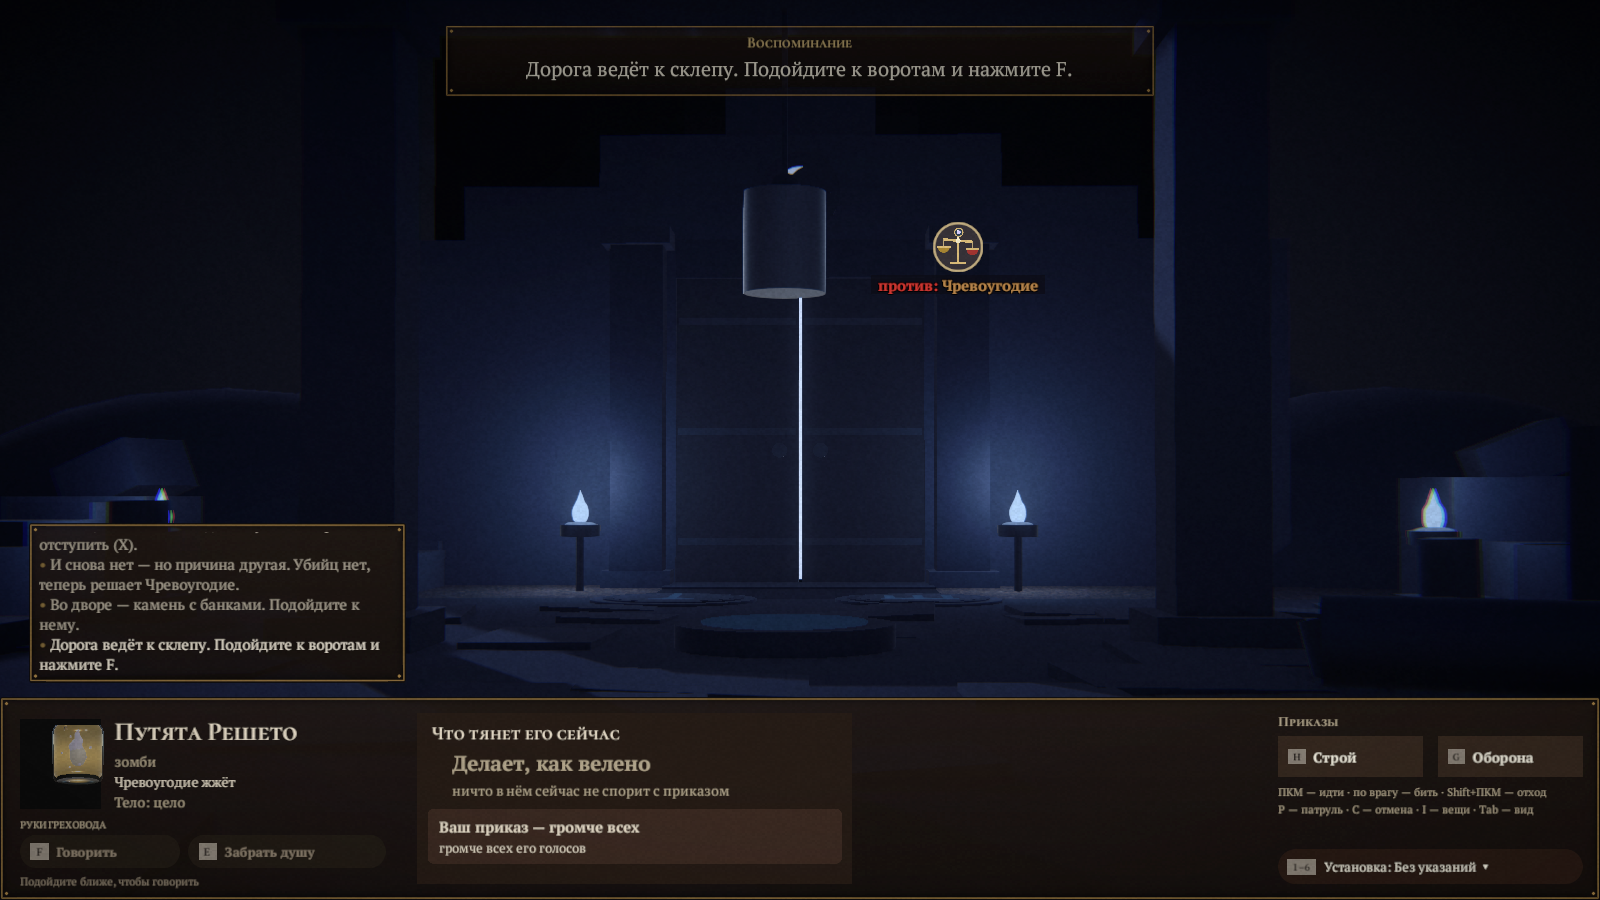 Воспоминание
Дорога ведёт к склепу. Подойдите к воротам и нажмите F.
против: Чревоугодие
отступить (X).
• И снова нет — но причина другая. Убийц нет,
теперь решает Чревоугодие.
• Во дворе — камень с банками. Подойдите к
нему.
• Дорога ведёт к склепу. Подойдите к воротам и
нажмите F.
Путята Решето
зомби
Чревоугодие жжёт
Тело: цело
РУКИ ГРЕХОВОДА
F Говорить
E Забрать душу
Подойдите ближе, чтобы говорить
Что тянет его сейчас
Делает, как велено
ничто в нём сейчас не спорит с приказом
Ваш приказ — громче всех
громче всех его голосов
Приказы
H Строй
G Оборона
ПКМ — идти · по врагу — бить · Shift+ПКМ — отход
P — патруль · C — отмена · I — вещи · Tab — вид
1–6 Установка: Без указаний ▾